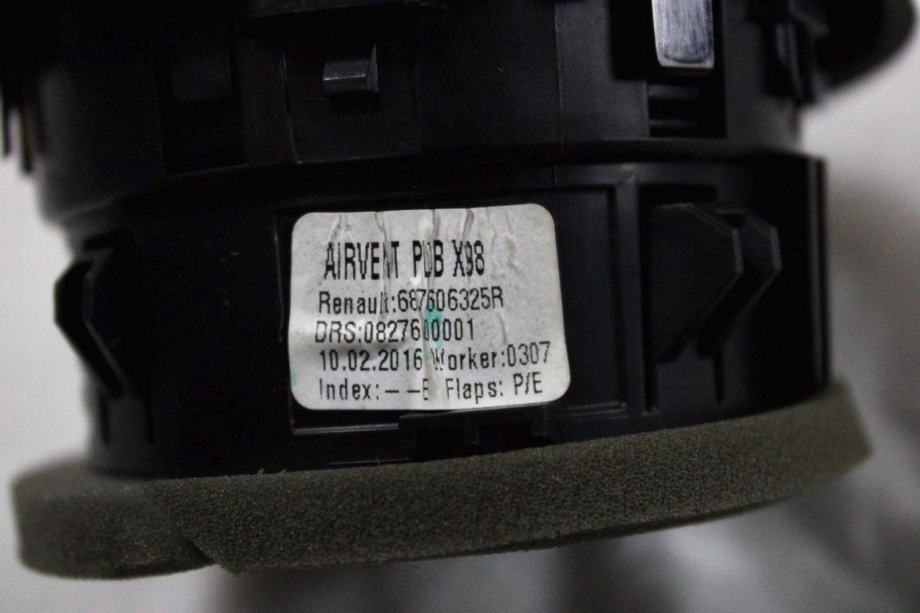 AIRVENT PDB X98
Renault:687606325R
DRS:0827600001
10.02.2016 Worker:0307
Index:--E Flaps: P/E